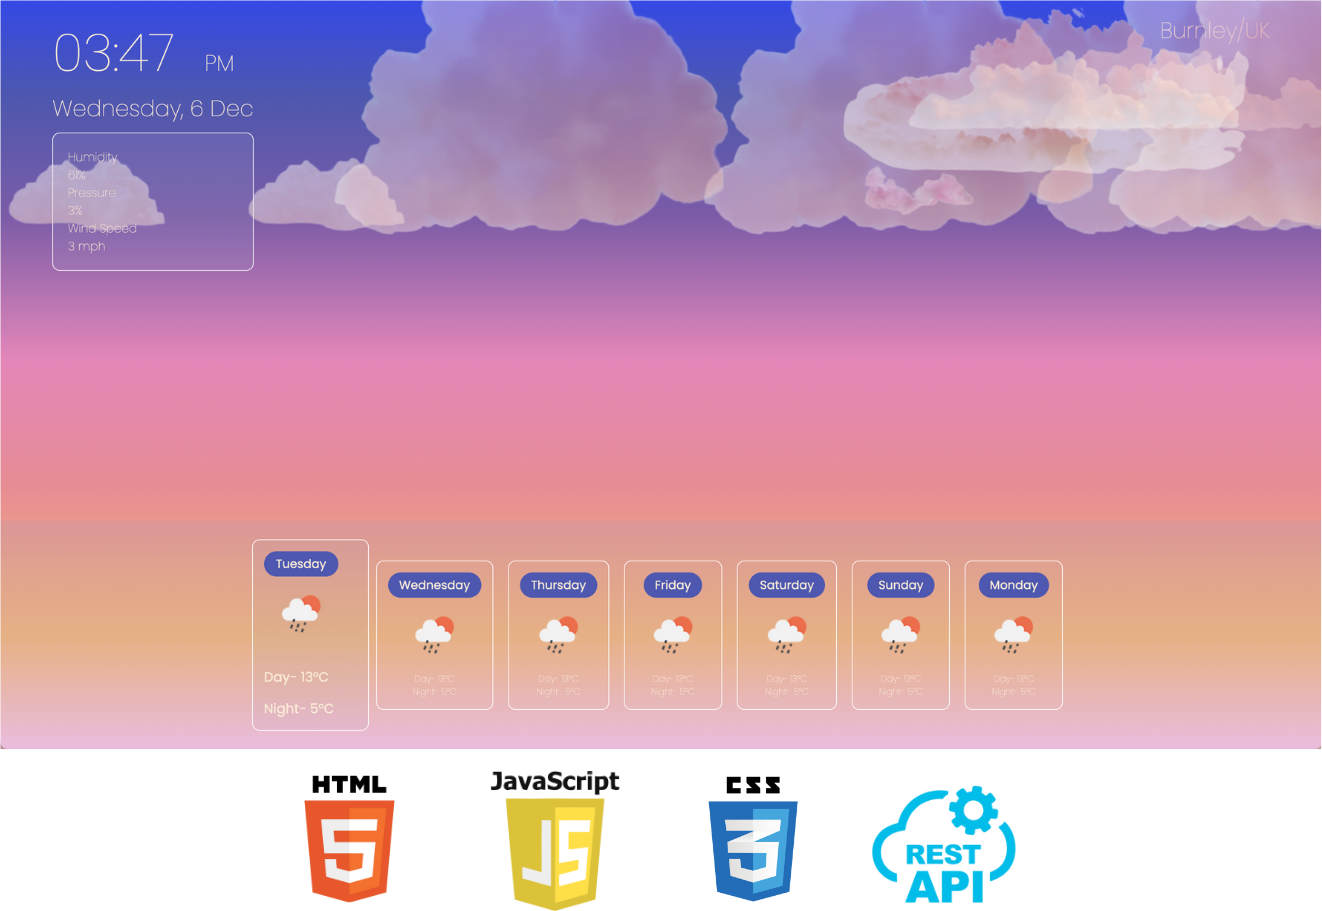 03:47 PM
Burnley/UK
Wednesday, 6 Dec
Humidity
61%
Pressure
3%
Wind Speed
3 mph
Tuesday
Day- 13°C
Night- 5°C
Wednesday
Day- 13°C
Night- 5°C
Thursday
Day- 13°C
Night- 5°C
Friday
Day- 13°C
Night- 5°C
Saturday
Day- 13°C
Night- 5°C
Sunday
Day- 13°C
Night- 5°C
Monday
Day- 13°C
Night- 5°C
HTML
5
JavaScript
JS
CSS
3
REST
API